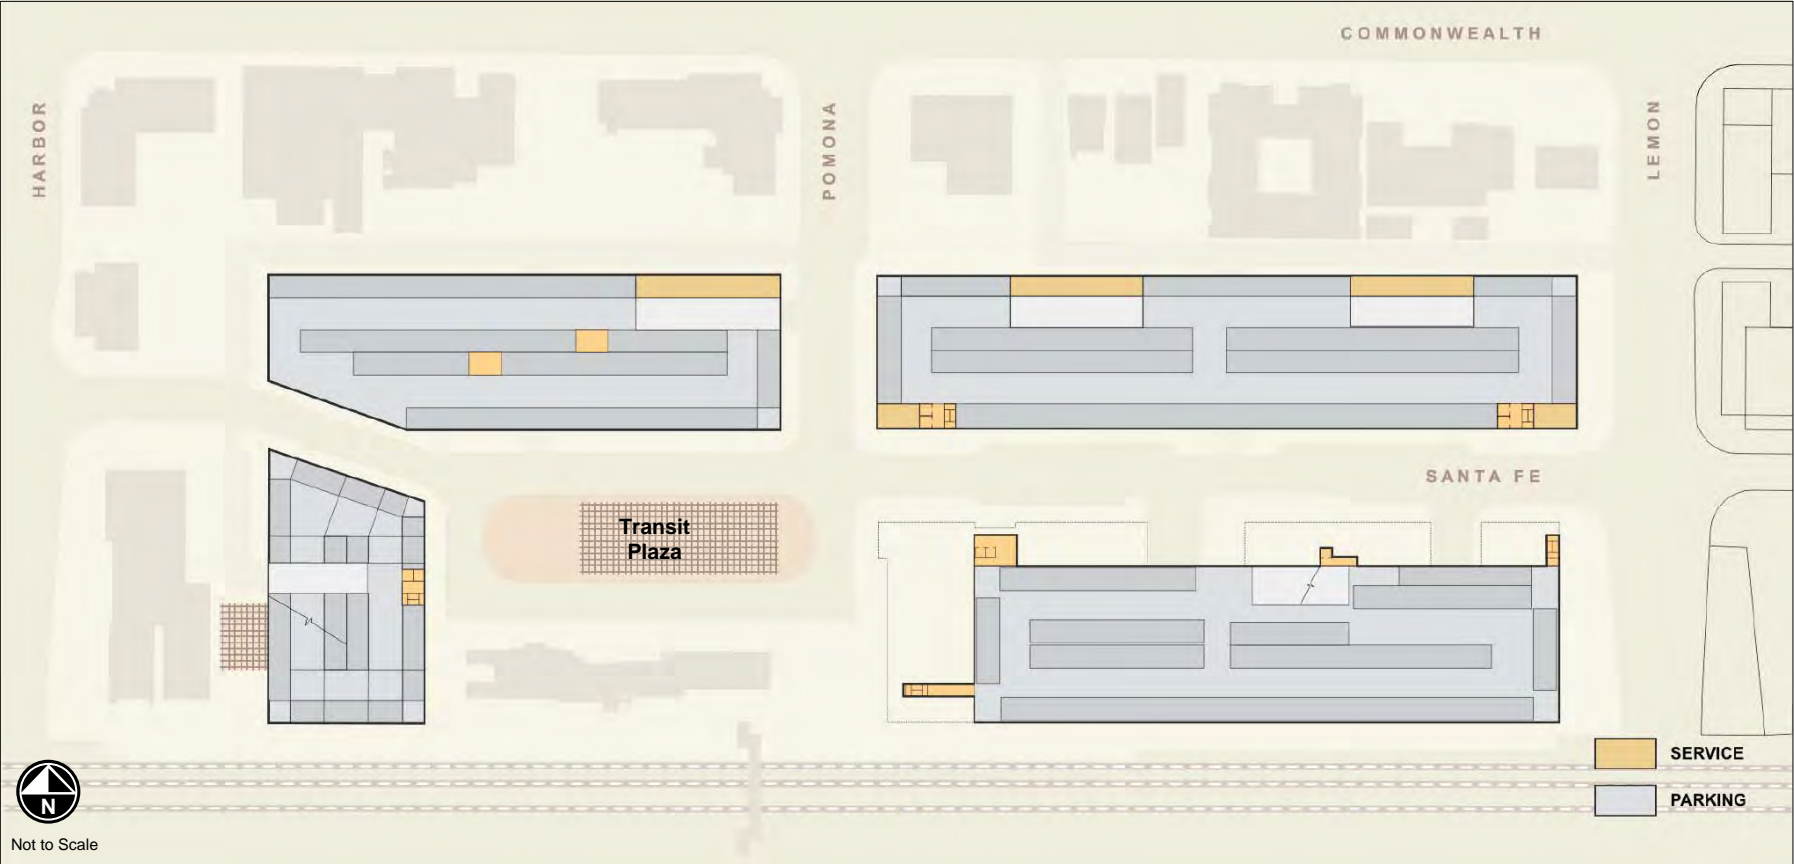 COMMONWEALTH
HARBOR
POMONA
LEMON
SANTA FE
Transit
Plaza
SERVICE
PARKING
N
Not to Scale